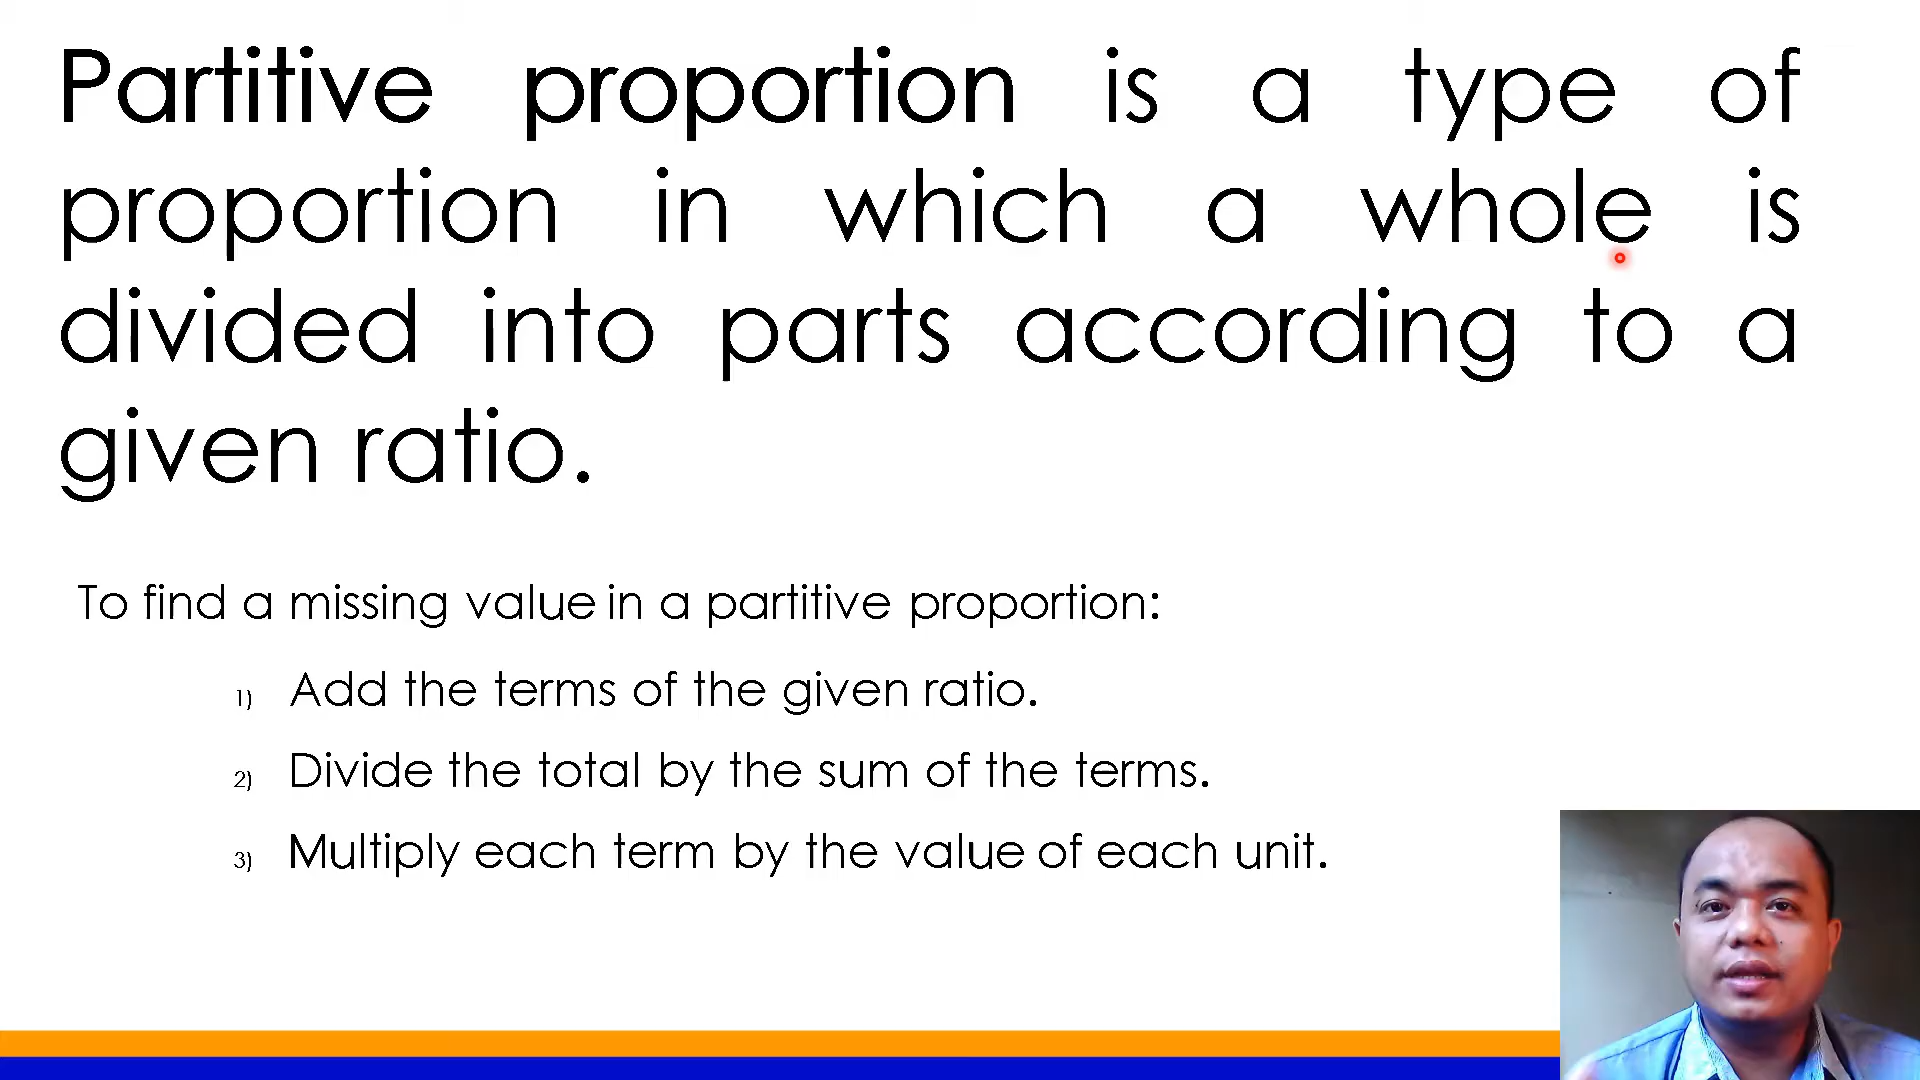 Partitive proportion is a type of
proportion in which a whole is
divided into parts according to a
given ratio.
To find a missing value in a partitive proportion:
1) Add the terms of the given ratio.
2) Divide the total by the sum of the terms.
3) Multiply each term by the value of each unit.